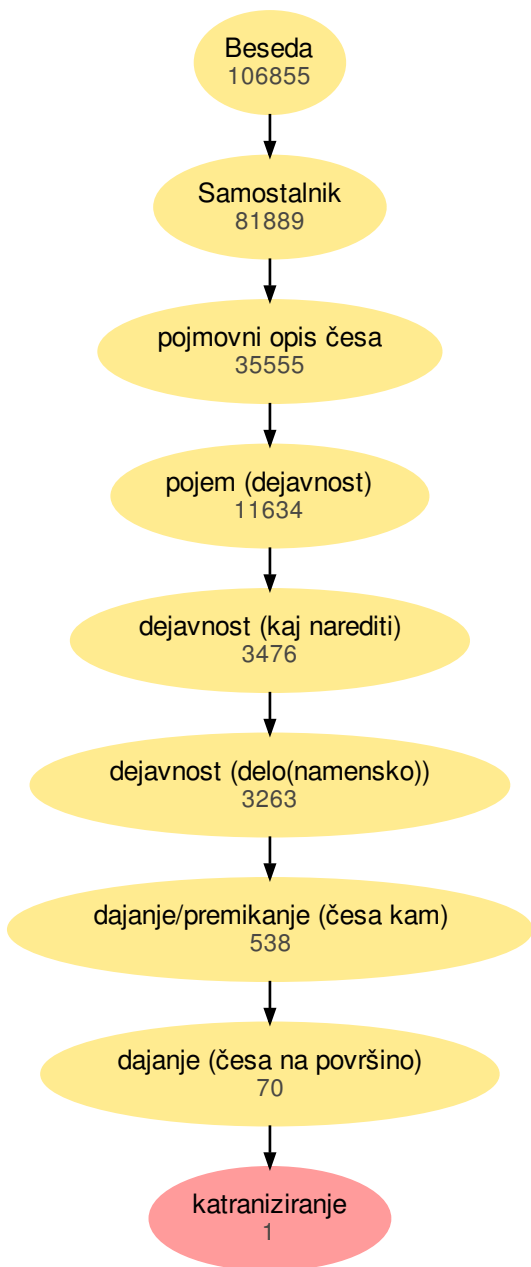 Beseda
106855
Samostalnik
81889
pojmovni opis česa
35555
pojem (dejavnost)
11634
dejavnost (kaj narediti)
3476
dejavnost (delo(namensko))
3263
dajanje/premikanje (česa kam)
538
dajanje (česa na površino)
70
kataniziranje
1